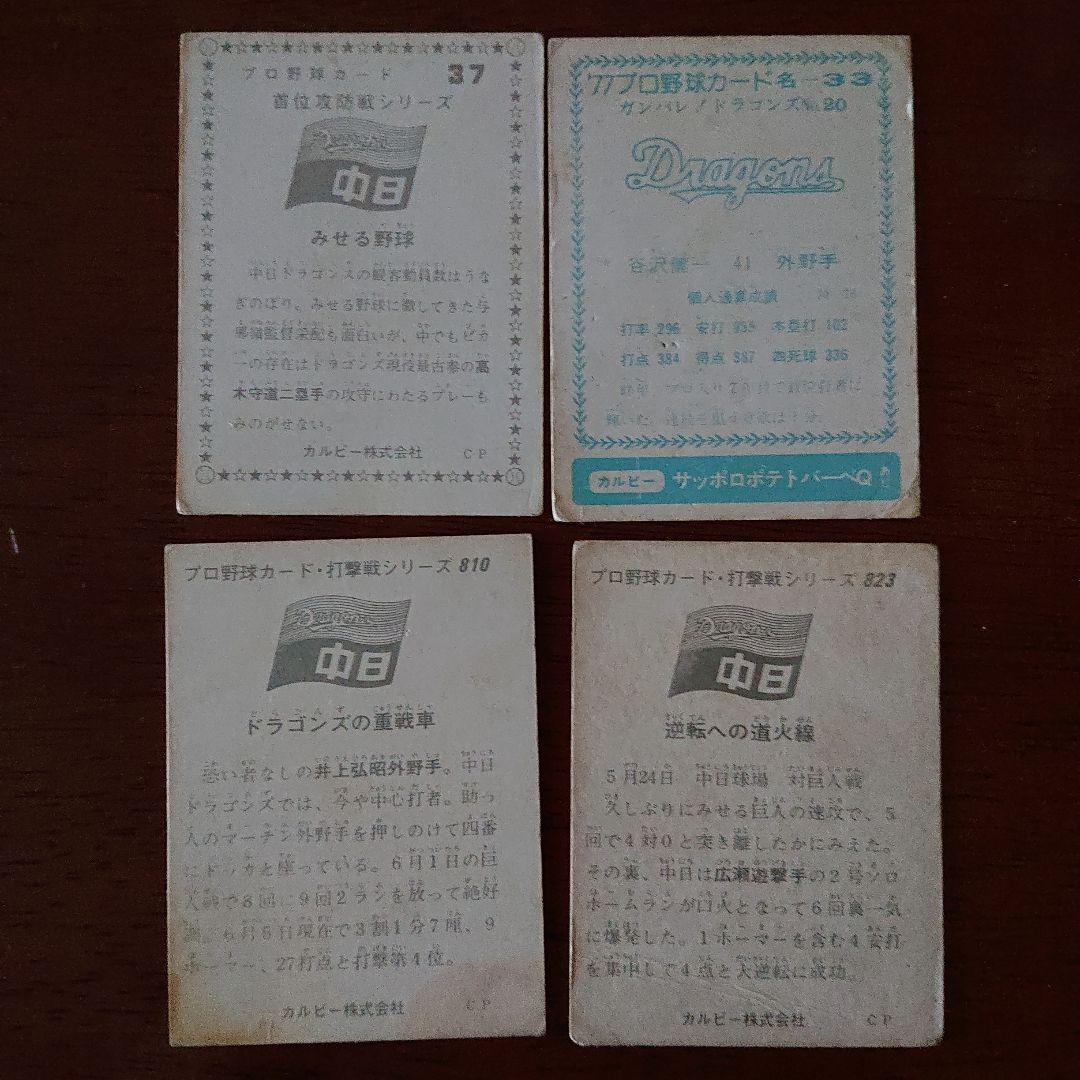 プロ野球カード 37
首位攻防戦シリーズ
Dragons
中日
みせる野球
中日ドラゴンズの観客動員数はうな
ぎのぼり。みせる野球に徹してきた与
那嶺監督采配も面白いが、中でもピカ
一の存在はドラゴンズ現役最古参の高
木守道二塁手の攻守にわたるプレーも
みのがせない。
カルビー株式会社 CP
'77プロ野球カード名－33
ガンバレ!ドラゴンズNo.20
Dragons
谷沢健一 41 外野手
個人通算成績
打率 296 安打 935 本塁打 102
打点 384 得点 387 四死球 336
カルビー サッポロポテトバーベQ あじ
プロ野球カード・打撃戦シリーズ 810
Dragons
中日
ドラゴンズの重戦車
恐い者なしの井上弘昭外野手。中日
ドラゴンズでは、今や中心打者。助っ
人のマーチン外野手を押しのけて四番
にドッカと座っている。6月1日の巨
人戦で8回に9回2ランを放って絶好
調。6月6日現在で3割1分7厘、9
ホーマー、27打点と打撃第4位。
カルビー株式会社 CP
プロ野球カード・打撃戦シリーズ 823
Dragons
中日
逆転への道火線
5月24日 中日球場 対巨人戦
久しぶりにみせる巨人の速攻で、5
回で4対0と突き離したかにみえた。
その裏、中日は広瀬遊撃手の2号ソロ
ホームランが口火となって6回裏一気
に爆発した。1ホーマーを含む4安打
を集中して4点と大逆転に成功。
カルビー株式会社 CP